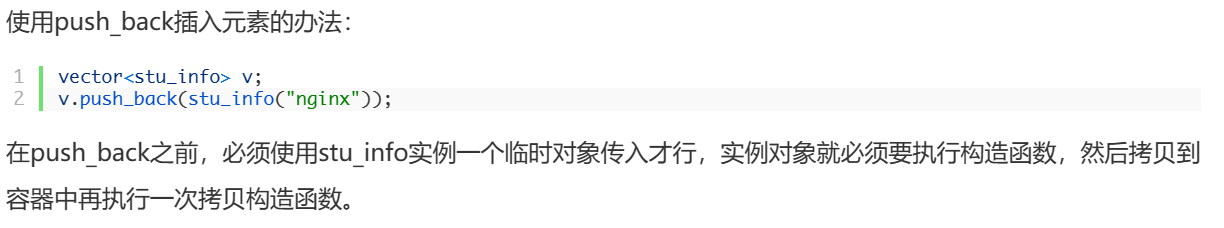 使用push_back插入元素的办法：
1 vector<stu_info> v;
2 v.push_back(stu_info("nginx"));
在push_back之前，必须使用stu_info实例一个临时对象传入才行，实例对象就必须要执行构造函数，然后拷贝到
容器中再执行一次拷贝构造函数。